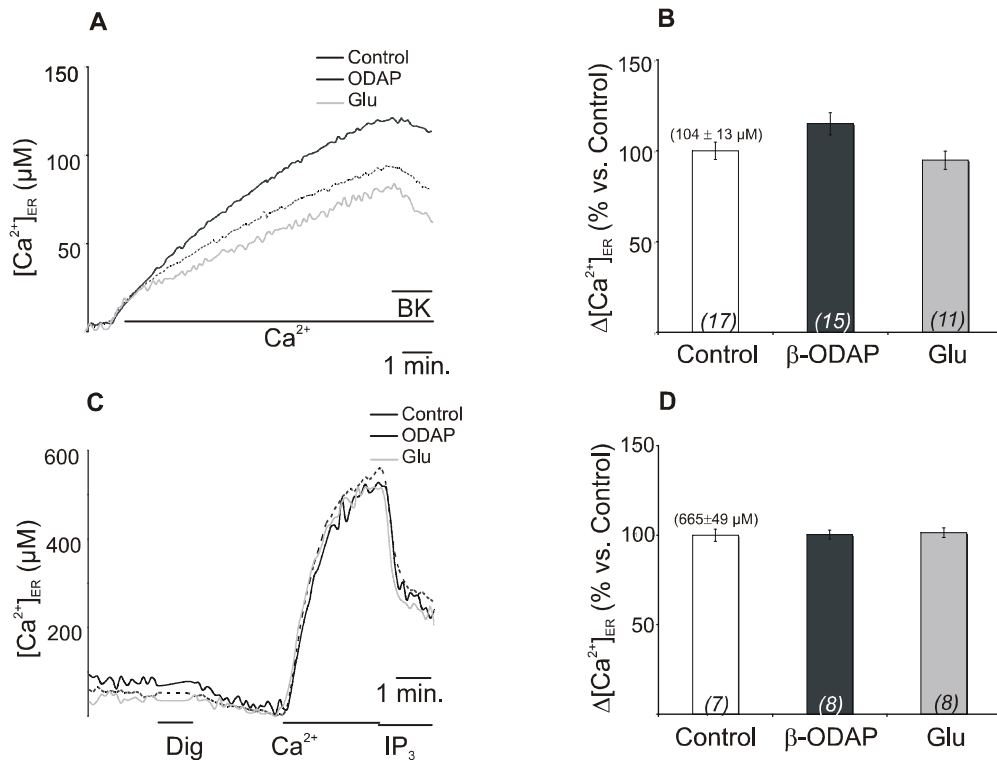 A
Control
ODAP
Glu
150
100
50
[Ca²⁺]ER (µM)
BK
Ca²⁺
1 min.
B
150
100
50
Δ[Ca²⁺]ER (% vs. Control)
(104 ± 13 µM)
(17)
(15)
(11)
Control
β-ODAP
Glu
C
Control
ODAP
Glu
600
400
200
[Ca²⁺]ER (µM)
1 min.
Dig
Ca²⁺
IP₃
D
150
100
50
Δ[Ca²⁺]ER (% vs. Control)
(665±49 µM)
(7)
(8)
(8)
Control
β-ODAP
Glu